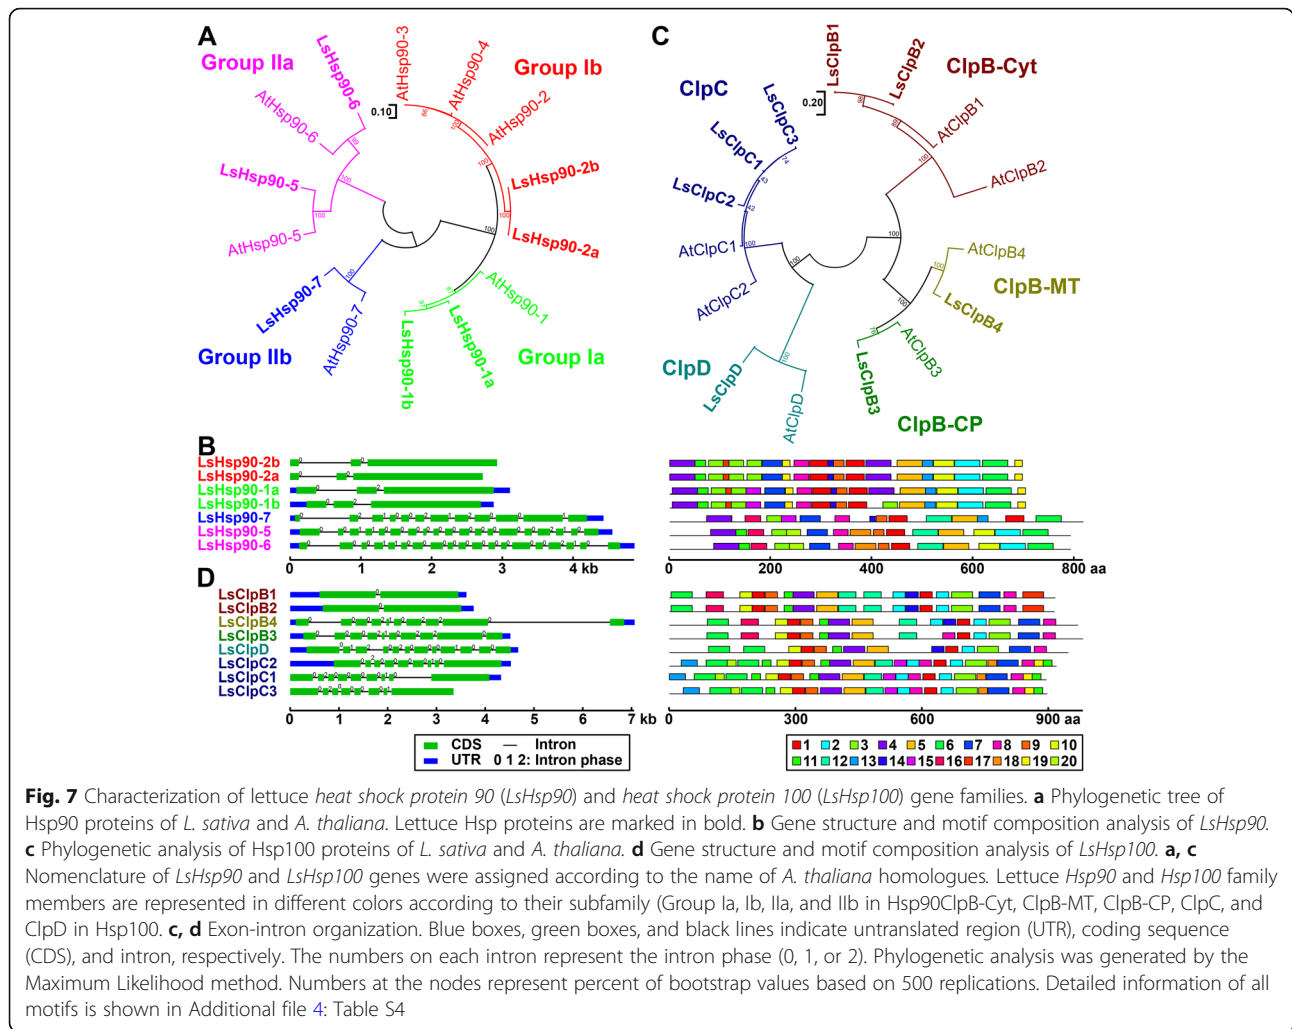 A
Group IIa
LsHsp90-6
AtHsp90-3
AtHsp90-4
Group Ib
AtHsp90-6
0.10
AtHsp90-2
LsHsp90-5
LsHsp90-2b
AtHsp90-5
LsHsp90-2a
LsHsp90-7
AtHsp90-7
AtHsp90-1
LsHsp90-1a
LsHsp90-1b
Group IIb
Group Ia
C
LsClpB1
LsClpB2
ClpB-Cyt
ClpC
LsClpC3
0.20
AtClpB1
LsClpC1
AtClpB2
LsClpC2
AtClpC1
AtClpB4
AtClpC2
ClpB-MT
LsClpB4
AtClpB3
LsClpB3
ClpD
LsClpD
AtClpD
ClpB-CP
B
LsHsp90-2b
LsHsp90-2a
LsHsp90-1a
LsHsp90-1b
LsHsp90-7
LsHsp90-5
LsHsp90-6
0 1 2 3 4 kb
0 200 400 600 800 aa
D
LsClpB1
LsClpB2
LsClpB4
LsClpB3
LsClpD
LsClpC2
LsClpC1
LsClpC3
0 1 2 3 4 5 6 7 kb
0 300 600 900 aa
CDS — Intron
UTR 0 1 2: Intron phase
1 2 3 4 5 6 7 8 9 10
11 12 13 14 15 16 17 18 19 20
Fig. 7 Characterization of lettuce heat shock protein 90 (LsHsp90) and heat shock protein 100 (LsHsp100) gene families. a Phylogenetic tree of
Hsp90 proteins of L. sativa and A. thaliana. Lettuce Hsp proteins are marked in bold. b Gene structure and motif composition analysis of LsHsp90.
c Phylogenetic analysis of Hsp100 proteins of L. sativa and A. thaliana. d Gene structure and motif composition analysis of LsHsp100. a, c
Nomenclature of LsHsp90 and LsHsp100 genes were assigned according to the name of A. thaliana homologues. Lettuce Hsp90 and Hsp100 family
members are represented in different colors according to their subfamily (Group Ia, Ib, IIa, and IIb in Hsp90ClpB-Cyt, ClpB-MT, ClpB-CP, ClpC, and
ClpD in Hsp100. c, d Exon-intron organization. Blue boxes, green boxes, and black lines indicate untranslated region (UTR), coding sequence
(CDS), and intron, respectively. The numbers on each intron represent the intron phase (0, 1, or 2). Phylogenetic analysis was generated by the
Maximum Likelihood method. Numbers at the nodes represent percent of bootstrap values based on 500 replications. Detailed information of all
motifs is shown in Additional file 4: Table S4